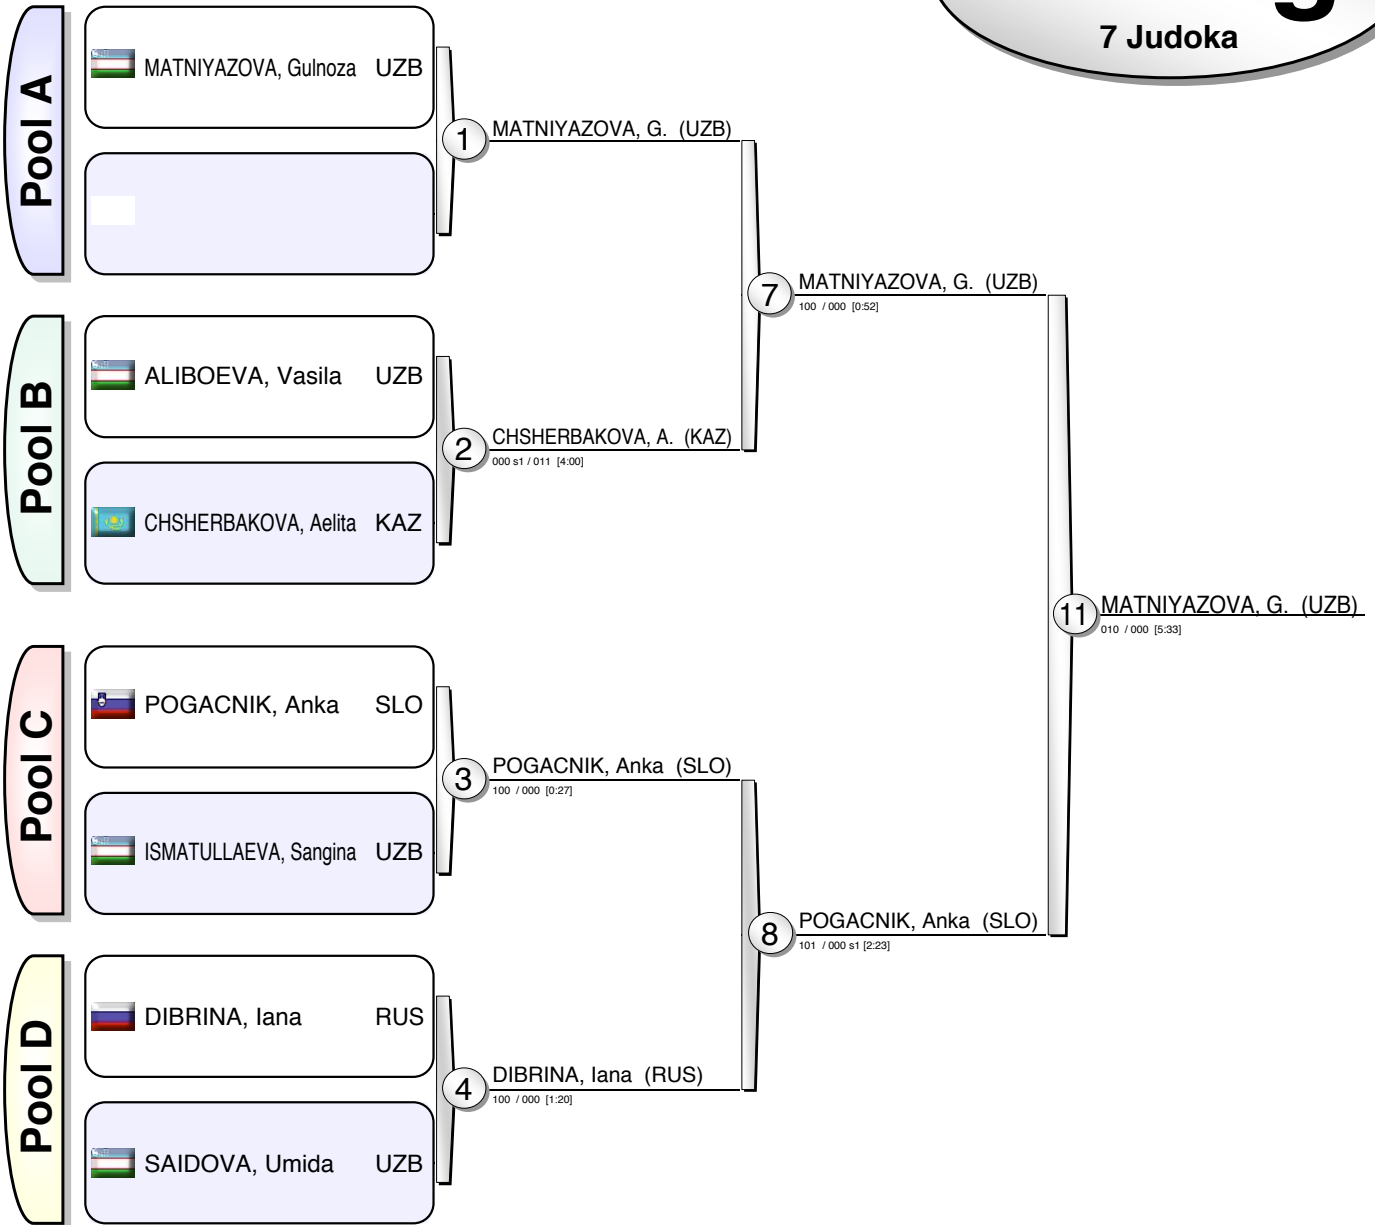 7 Judoka
Pool A
MATNIYAZOVA, Gulnoza UZB
1 MATNIYAZOVA, G. (UZB)
7 MATNIYAZOVA, G. (UZB)
100 / 000 [0:52]
Pool B
ALIBOEVA, Vasila UZB
2 CHSHERBAKOVA, A. (KAZ)
000 s1 / 011 [4:00]
CHSHERBAKOVA, Aelita KAZ
11 MATNIYAZOVA, G. (UZB)
010 / 000 [5:33]
Pool C
POGACNIK, Anka SLO
3 POGACNIK, Anka (SLO)
100 / 000 [0:27]
ISMATULLAEVA, Sangina UZB
8 POGACNIK, Anka (SLO)
101 / 000 s1 [2:23]
Pool D
DIBRINA, Iana RUS
4 DIBRINA, Iana (RUS)
100 / 000 [1:20]
SAIDOVA, Umida UZB